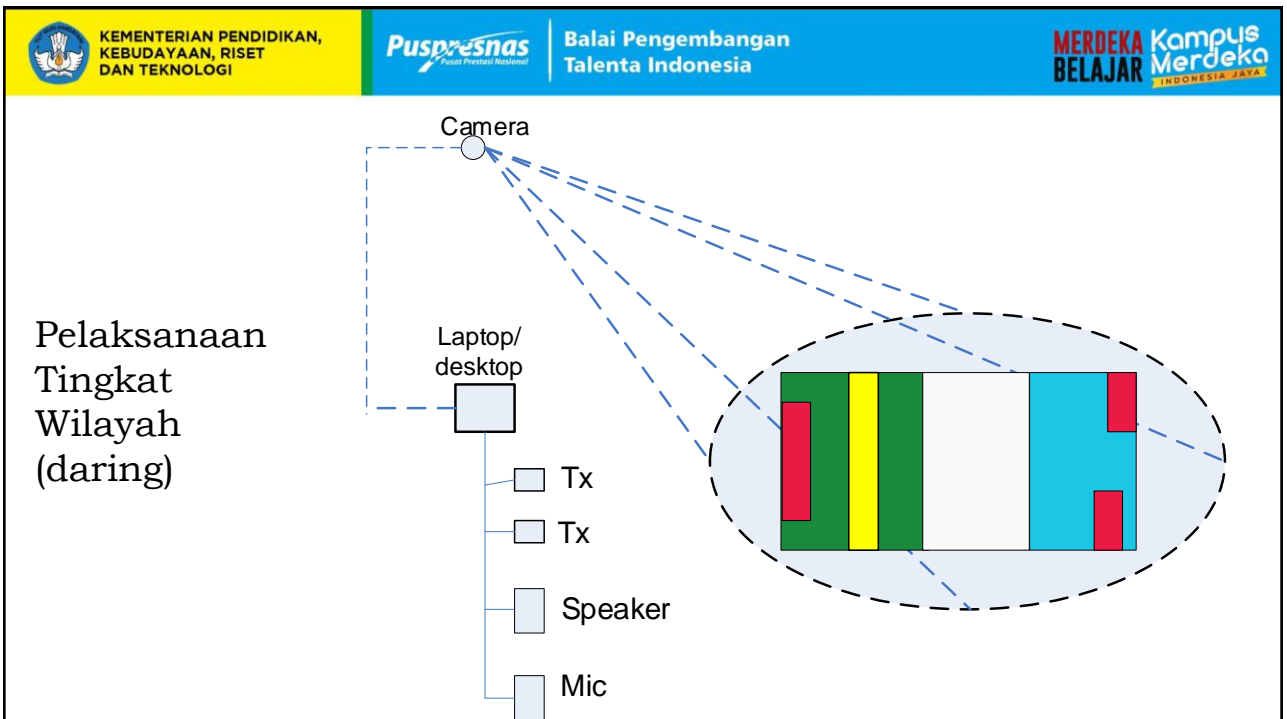 KEMENTERIAN PENDIDIKAN,
KEBUDAYAAN, RISET
DAN TEKNOLOGI
Puspresnas
Pusat Prestasi Nasional
Balai Pengembangan
Talenta Indonesia
MERDEKA
BELAJAR
Kampus
Merdeka
INDONESIA JAYA
Camera
Pelaksanaan
Tingkat
Wilayah
(daring)
Laptop/
desktop
Tx
Tx
Speaker
Mic